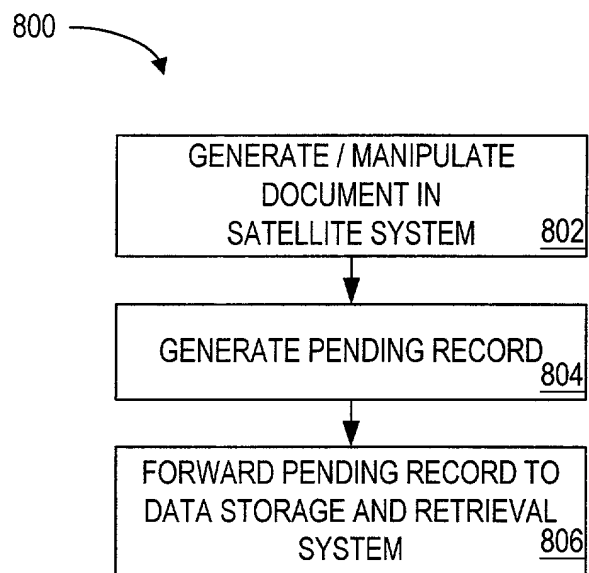 800
GENERATE / MANIPULATE
DOCUMENT IN
SATELLITE SYSTEM 802
GENERATE PENDING RECORD
804
FORWARD PENDING RECORD TO
DATA STORAGE AND RETRIEVAL
SYSTEM 806